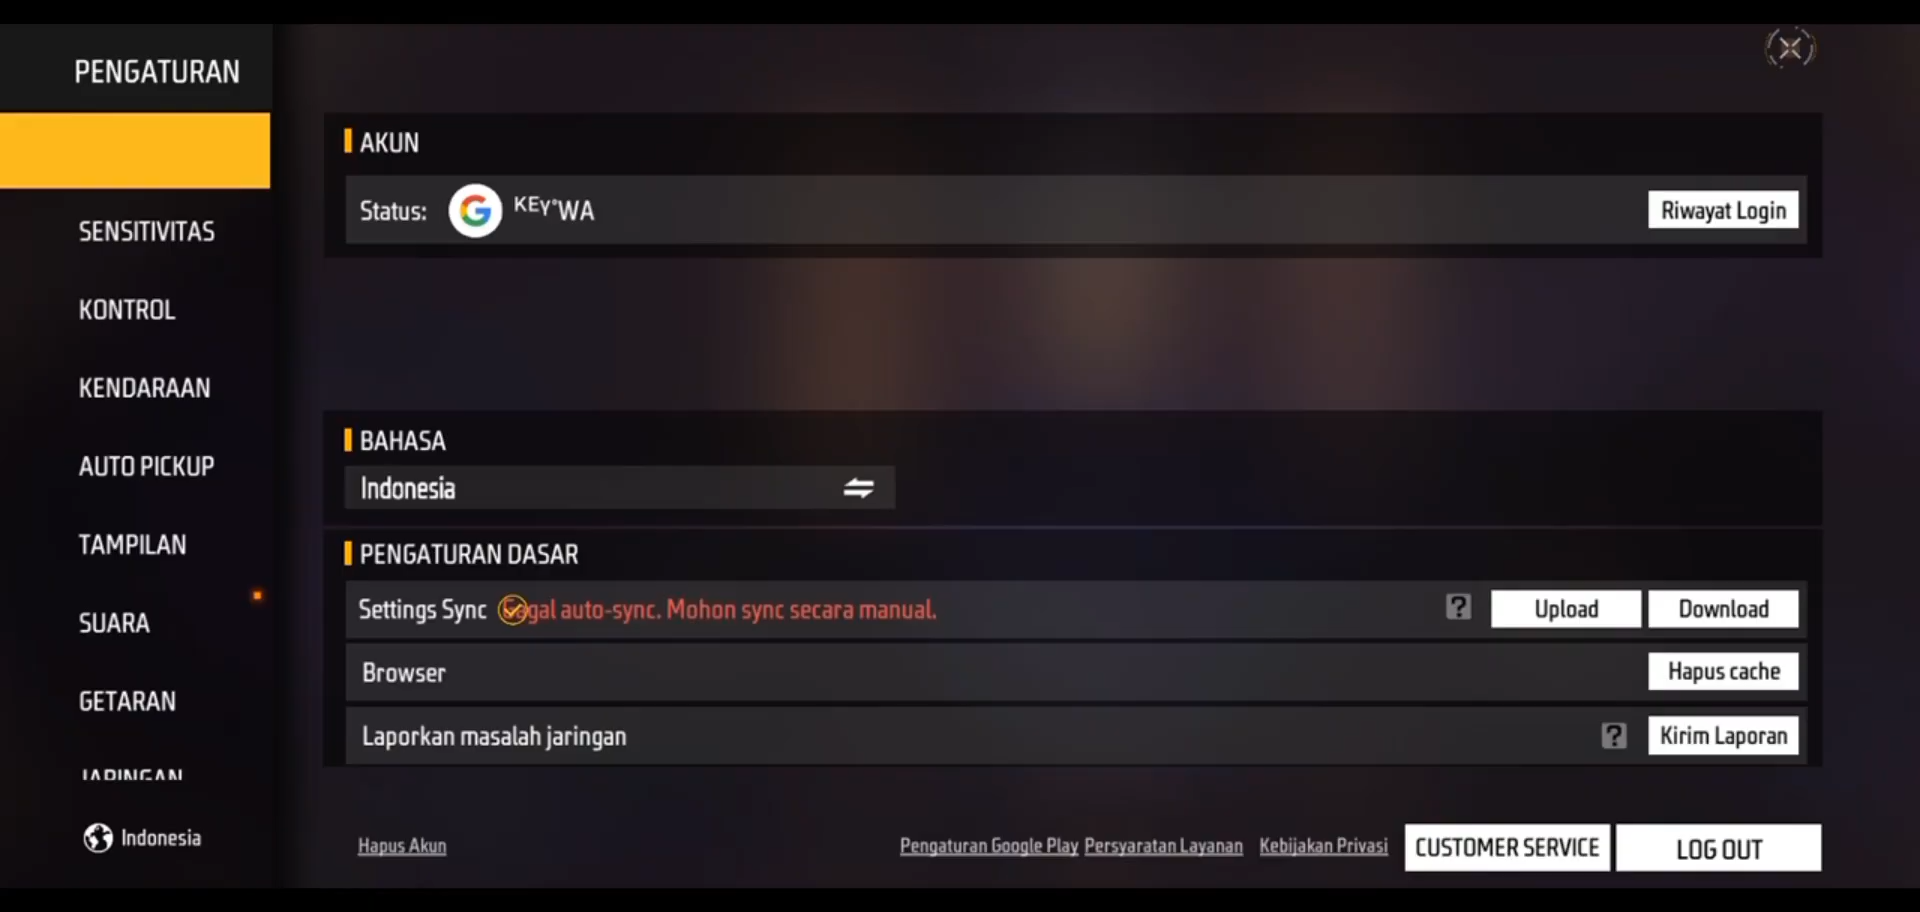 PENGATURAN
SENSITIVITAS
KONTROL
KENDARAAN
AUTO PICKUP
TAMPILAN
SUARA
GETARAN
JARINGAN
Indonesia
AKUN
Status: KEY°WA
Riwayat Login
BAHASA
Indonesia
PENGATURAN DASAR
Settings Sync Gagal auto-sync. Mohon sync secara manual.
? Upload Download
Browser
Hapus cache
Laporkan masalah jaringan
? Kirim Laporan
Hapus Akun
Pengaturan Google Play Persyaratan Layanan Kebijakan Privasi
CUSTOMER SERVICE
LOG OUT